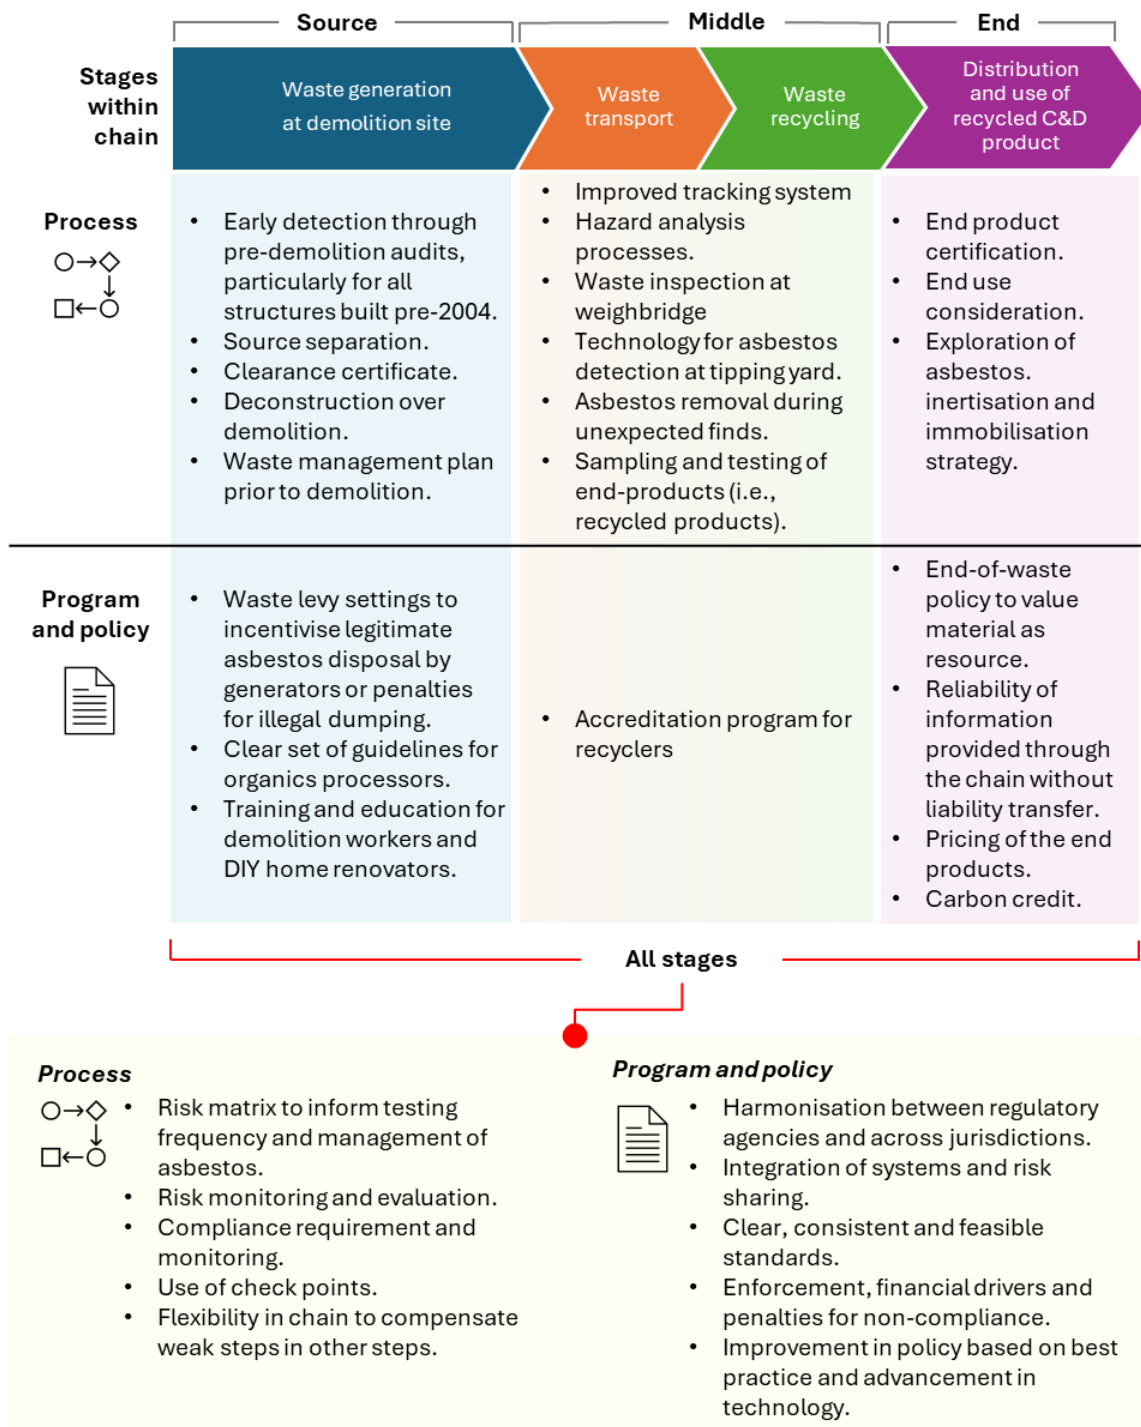 Source
Middle
End
Stages
within
chain
Waste generation
at demolition site
Waste
transport
Waste
recycling
Distribution
and use of
recycled C&D
product
Process
• Early detection through
pre-demolition audits,
particularly for all
structures built pre-2004.
• Source separation.
• Clearance certificate.
• Deconstruction over
demolition.
• Waste management plan
prior to demolition.
• Improved tracking system
• Hazard analysis
processes.
• Waste inspection at
weighbridge
• Technology for asbestos
detection at tipping yard.
• Asbestos removal during
unexpected finds.
• Sampling and testing of
end-products (i.e.,
recycled products).
• End product
certification.
• End use
consideration.
• Exploration of
asbestos.
inertisation and
immobilisation
strategy.
Program
and policy
• Waste levy settings to
incentivise legitimate
asbestos disposal by
generators or penalties
for illegal dumping.
• Clear set of guidelines for
organics processors.
• Training and education for
demolition workers and
DIY home renovators.
• Accreditation program for
recyclers
• End-of-waste
policy to value
material as
resource.
• Reliability of
information
provided through
the chain without
liability transfer.
• Pricing of the end
products.
• Carbon credit.
All stages
Process
• Risk matrix to inform testing
frequency and management of
asbestos.
• Risk monitoring and evaluation.
• Compliance requirement and
monitoring.
• Use of check points.
• Flexibility in chain to compensate
weak steps in other steps.
Program and policy
• Harmonisation between regulatory
agencies and across jurisdictions.
• Integration of systems and risk
sharing.
• Clear, consistent and feasible
standards.
• Enforcement, financial drivers and
penalties for non-compliance.
• Improvement in policy based on best
practice and advancement in
technology.